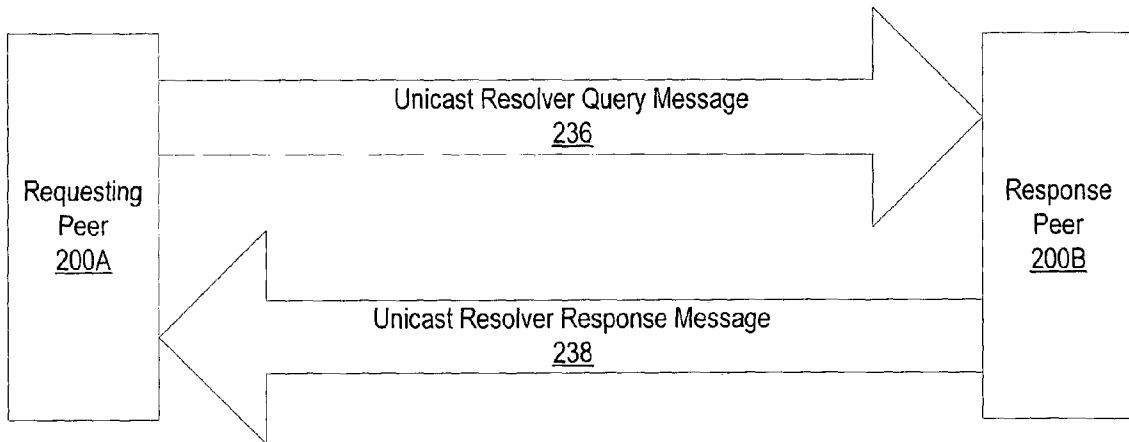 Unicast Resolver Query Message
236
Requesting
Peer
200A
Response
Peer
200B
Unicast Resolver Response Message
238